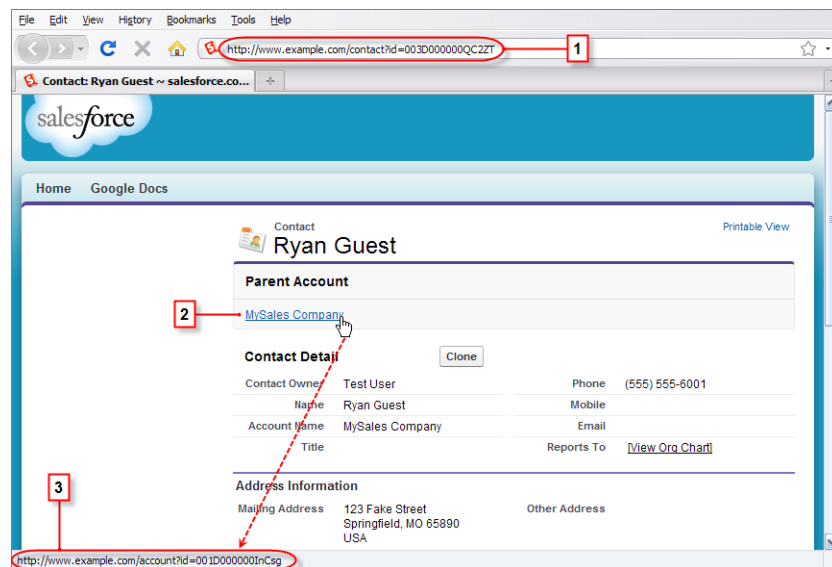 File Edit View History Bookmarks Tools Help
http://www.example.com/contact?id=003D000000QC2ZT
1
Contact: Ryan Guest ~ salesforce.co...
salesforce
Home Google Docs
Contact
Printable View
Ryan Guest
Parent Account
2
MySales Company
Contact Detail
Clone
Contact Owner Test User Phone (555) 555-6001
Name Ryan Guest Mobile
Account Name MySales Company Email
Title Reports To [View Org Chart]
Address Information
3
Mailing Address 123 Fake Street Other Address
Springfield, MO 65890
USA
http://www.example.com/account?id=001D000000InCsg